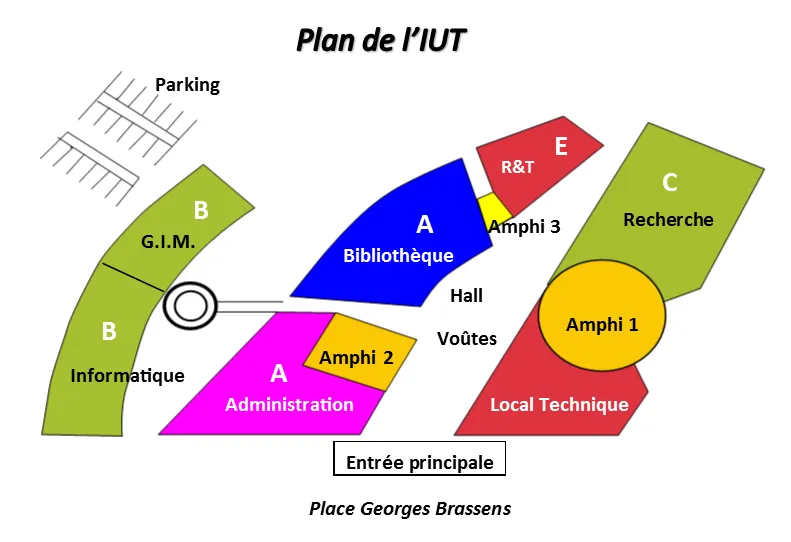 Plan de l’IUT
Parking
E
R&T
C
Recherche
B
G.I.M.
A
Bibliothèque
Amphi 3
Hall
Voûtes
Amphi 1
B
Informatique
Amphi 2
A
Administration
Local Technique
Entrée principale
Place Georges Brassens